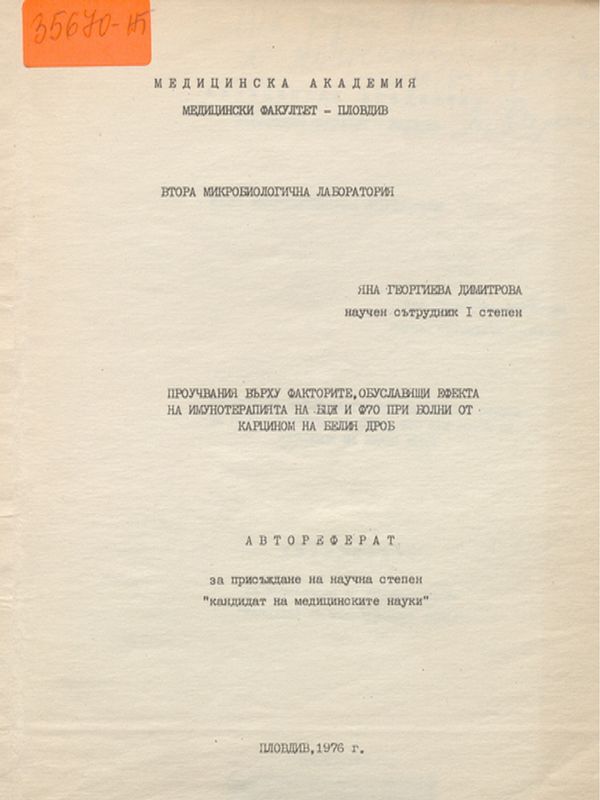 35670-ІП
МЕДИЦИНСКА АКАДЕМИЯ
МЕДИЦИНСКИ ФАКУЛТЕТ - ПЛОВДИВ
ВТОРА МИКРОБИОЛОГИЧНА ЛАБОРАТОРИЯ
ЯНА ГЕОРГИЕВА ДИМИТРОВА
научен сътрудник I степен
ПРОУЧВАНИЯ ВЪРХУ ФАКТОРИТЕ,ОБУСЛАВЯЩИ ЕФЕКТА
НА ИМУНОТЕРАПИЯТА НА БЦЖ И Ф70 ПРИ БОЛНИ ОТ
КАРЦИНОМ НА БЕЛИЯ ДРОБ
АВТОРЕФЕРАТ
за присъждане на научна степен
"кандидат на медицинските науки"
ПЛОВДИВ,1976 г.